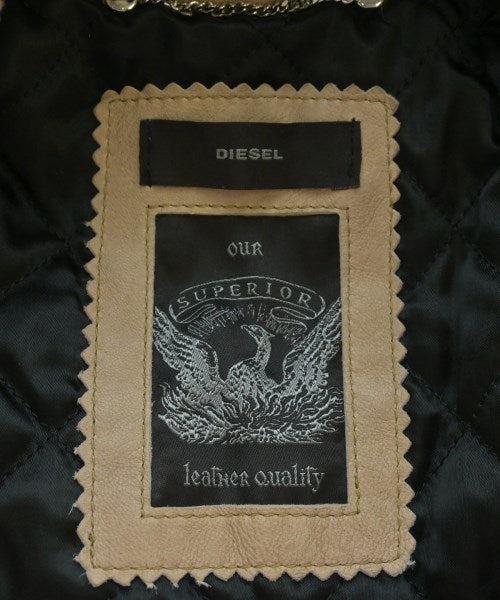 DIESEL
OUR
SUPERIOR
leather Quality